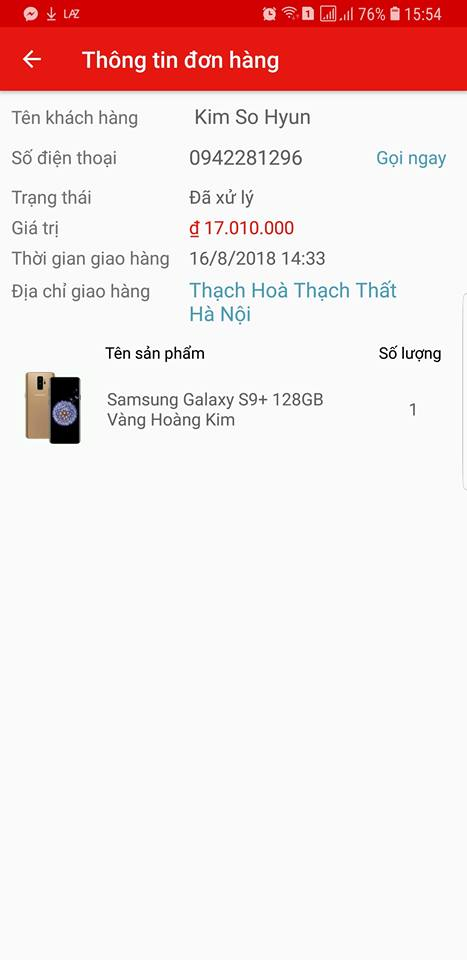 LAZ 1 76% 15:54
Thông tin đơn hàng
Tên khách hàng Kim So Hyun
Số điện thoại 0942281296 Gọi ngay
Trạng thái Đã xử lý
Giá trị ₫ 17.010.000
Thời gian giao hàng 16/8/2018 14:33
Địa chỉ giao hàng Thạch Hoà Thạch Thất
Hà Nội
Tên sản phẩm Số lượng
Samsung Galaxy S9+ 128GB 1
Vàng Hoàng Kim